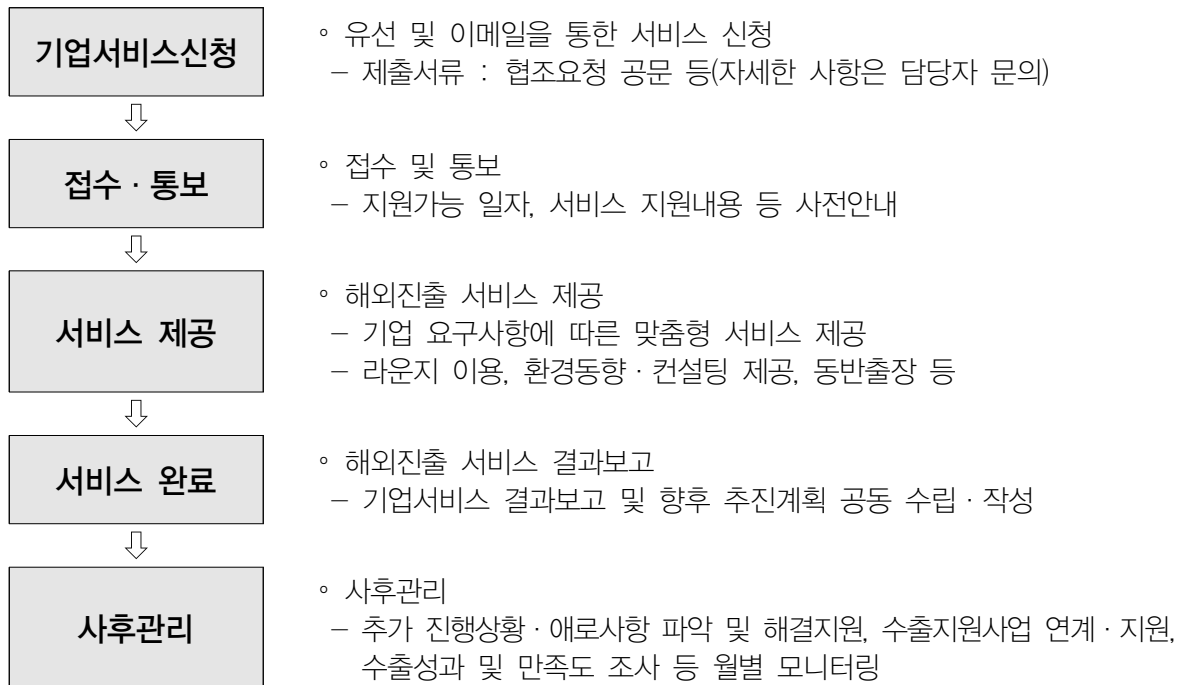 기업서비스신청
◦ 유선 및 이메일을 통한 서비스 신청
- 제출서류 : 협조요청 공문 등(자세한 사항은 담당자 문의)
접수·통보
◦ 접수 및 통보
- 지원가능 일자, 서비스 지원내용 등 사전안내
서비스 제공
◦ 해외진출 서비스 제공
- 기업 요구사항에 따른 맞춤형 서비스 제공
- 라운지 이용, 환경동향·컨설팅 제공, 동반출장 등
서비스 완료
◦ 해외진출 서비스 결과보고
- 기업서비스 결과보고 및 향후 추진계획 공동 수립·작성
사후관리
◦ 사후관리
- 추가 진행상황·애로사항 파악 및 해결지원, 수출지원사업 연계·지원,
수출성과 및 만족도 조사 등 월별 모니터링